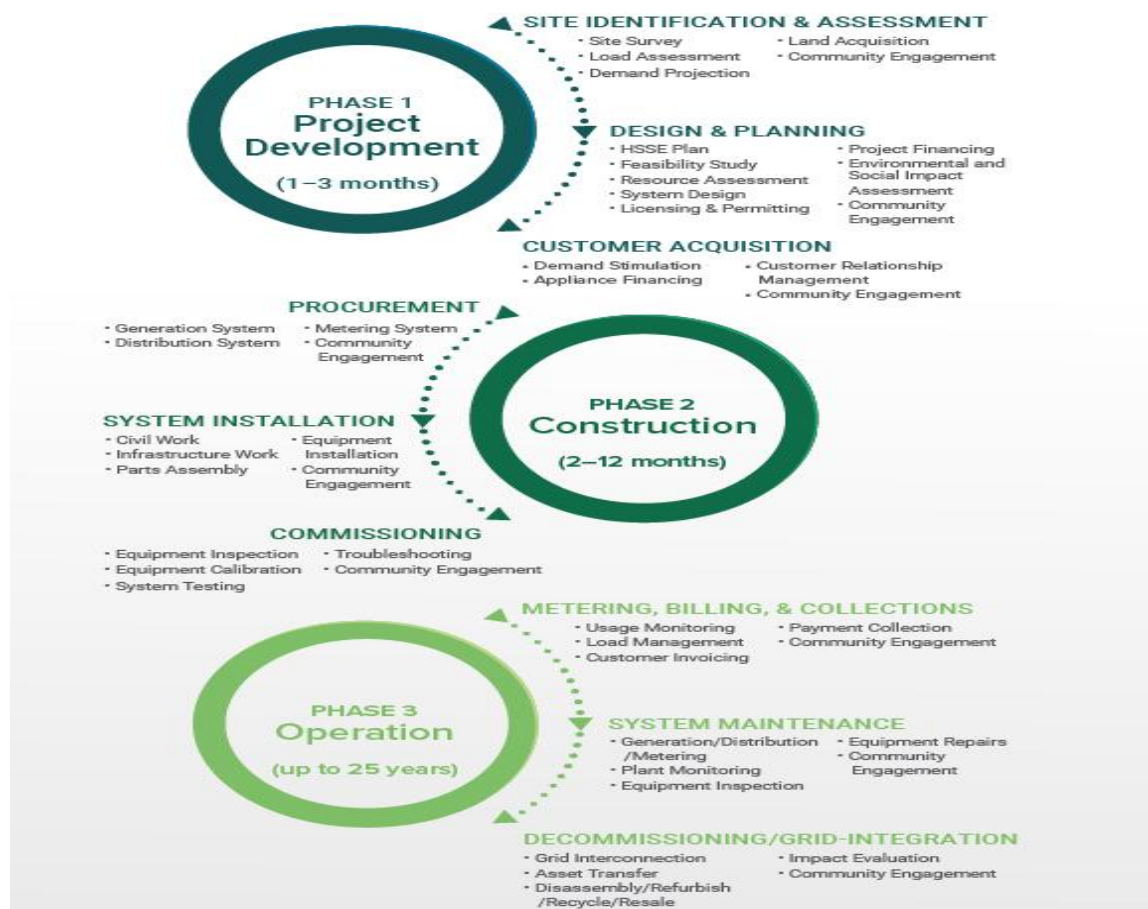 SITE IDENTIFICATION & ASSESSMENT
· Site Survey
· Load Assessment
· Demand Projection
· Land Acquisition
· Community Engagement
PHASE 1
Project
Development
(1–3 months)
DESIGN & PLANNING
· HSSE Plan
· Feasibility Study
· Resource Assessment
· System Design
· Licensing & Permitting
· Project Financing
· Environmental and
Social Impact
Assessment
· Community
Engagement
CUSTOMER ACQUISITION
• Demand Stimulation
• Appliance Financing
• Customer Relationship
Management
• Community Engagement
PROCUREMENT
· Generation System
· Distribution System
· Metering System
· Community
Engagement
PHASE 2
Construction
(2–12 months)
SYSTEM INSTALLATION
· Civil Work
· Infrastructure Work
· Parts Assembly
· Equipment
Installation
· Community
Engagement
COMMISSIONING
· Equipment Inspection
· Equipment Calibration
· System Testing
· Troubleshooting
· Community Engagement
METERING, BILLING, & COLLECTIONS
· Usage Monitoring
· Load Management
· Customer Invoicing
· Payment Collection
· Community Engagement
PHASE 3
Operation
(up to 25 years)
SYSTEM MAINTENANCE
· Generation/Distribution
/Metering
· Plant Monitoring
· Equipment Inspection
· Equipment Repairs
· Community
Engagement
DECOMMISSIONING/GRID-INTEGRATION
· Grid Interconnection
· Asset Transfer
· Disassembly/Refurbish
/Recycle/Resale
· Impact Evaluation
· Community Engagement